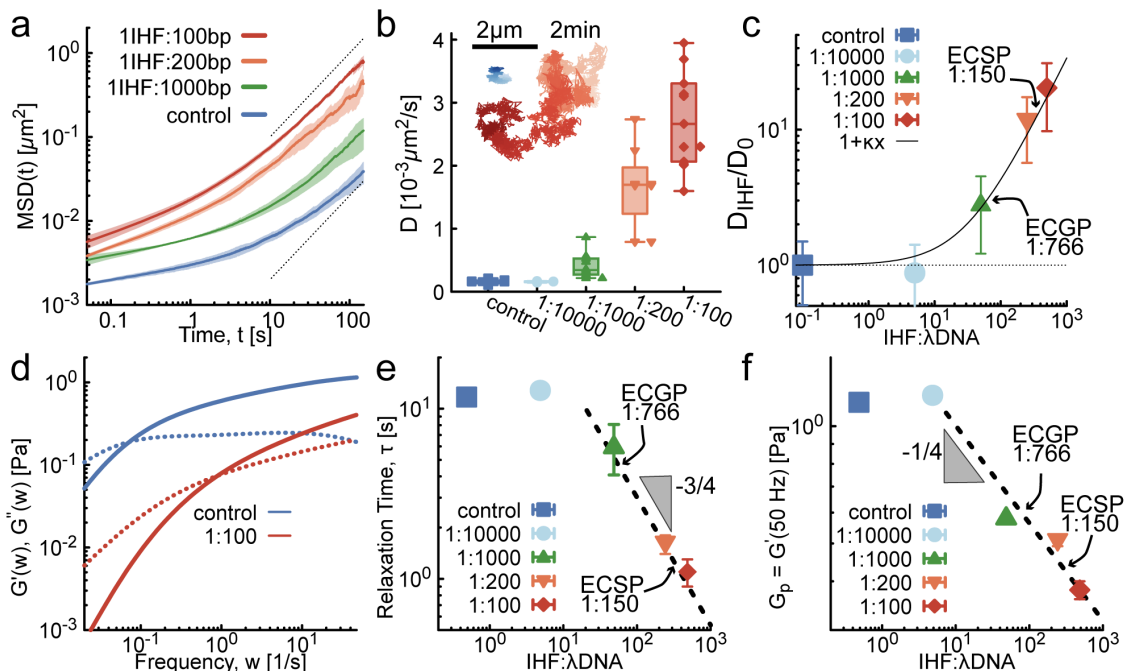 a
1IHF:100bp
1IHF:200bp
1IHF:1000bp
control
MSD(t) [μm²]
10⁰
10⁻¹
10⁻²
10⁻³
0.1
1
10
100
Time, t [s]
b
2μm
2min
D [10⁻³μm²/s]
4
3
2
1
0
control
1:10000
1:1000
1:200
1:100
c
control
1:10000
1:1000
1:200
1:100
1+κx
ECSP
1:150
ECGP
1:766
D_IHF/D₀
10¹
10⁰
10⁻¹
10⁰
10¹
10²
10³
IHF:λDNA
d
G'(w), G"(w) [Pa]
10⁰
10⁻¹
10⁻²
10⁻³
control
1:100
10⁻¹
10⁰
10¹
Frequency, w [1/s]
e
Relaxation Time, τ [s]
10¹
10⁰
ECGP
1:766
-3/4
control
1:10000
1:1000
1:200
1:100
ECSP
1:150
10⁰
10¹
10²
10³
IHF:λDNA
f
Gₚ = G'(50 Hz) [Pa]
10⁰
-1/4
ECGP
1:766
ECSP
1:150
control
1:10000
1:1000
1:200
1:100
10⁰
10¹
10²
10³
IHF:λDNA